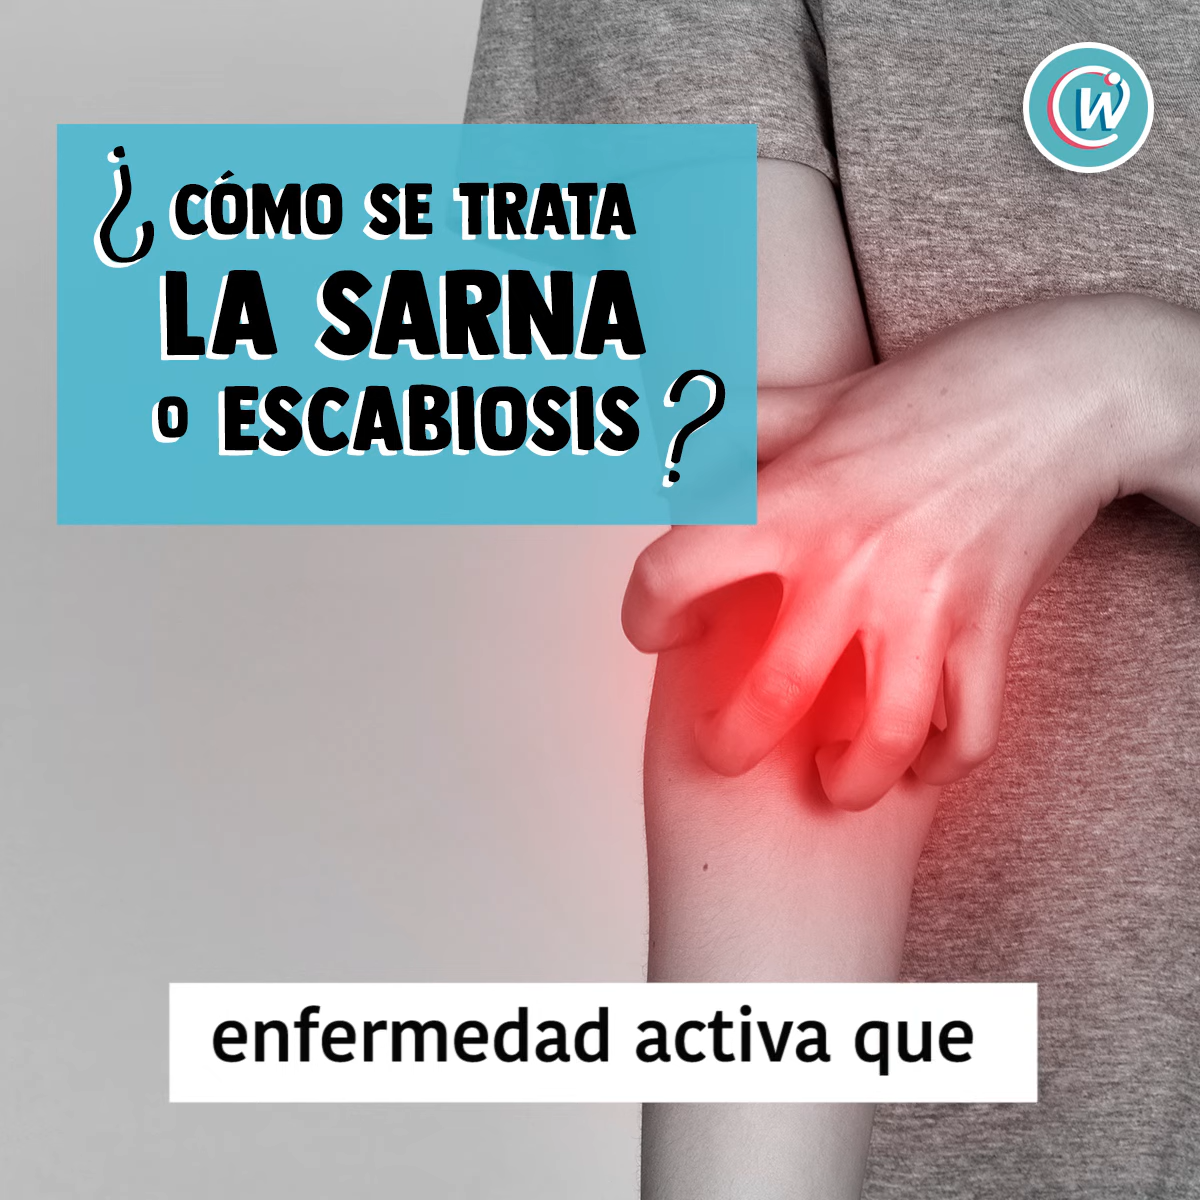 ¿CÓMO SE TRATA
LA SARNA
O ESCABIOSIS?
enfermedad activa que